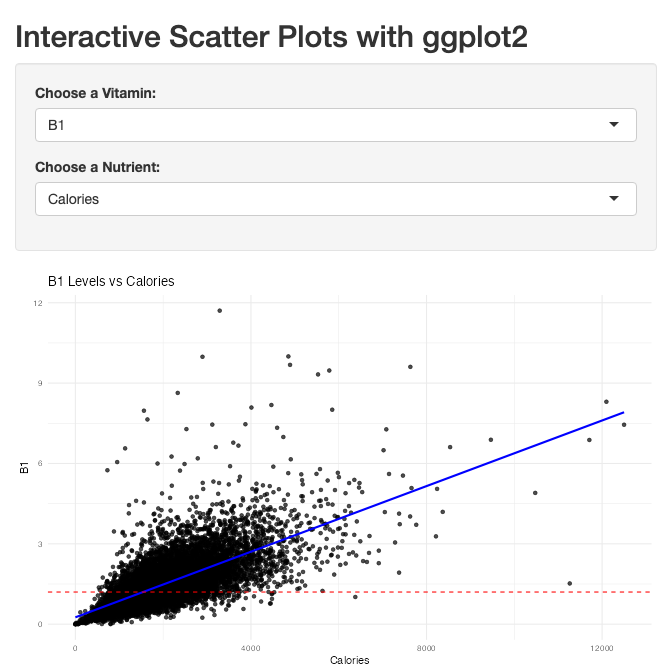 Interactive Scatter Plots with ggplot2
Choose a Vitamin:
B1
Choose a Nutrient:
Calories
B1 Levels vs Calories
12
9
6
3
0
B1
0 4000 8000 12000
Calories